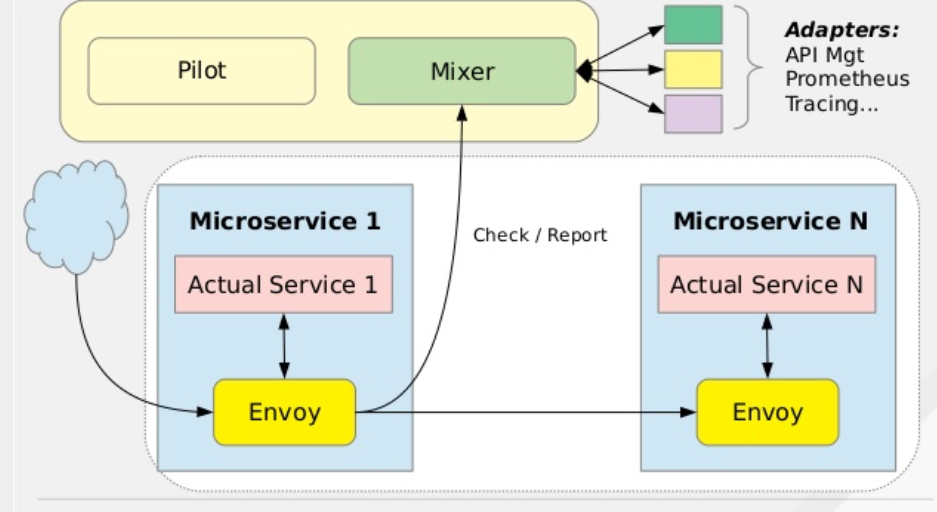 Pilot
Mixer
Adapters:
API Mgt
Prometheus
Tracing...
Microservice 1
Actual Service 1
Envoy
Check / Report
Microservice N
Actual Service N
Envoy